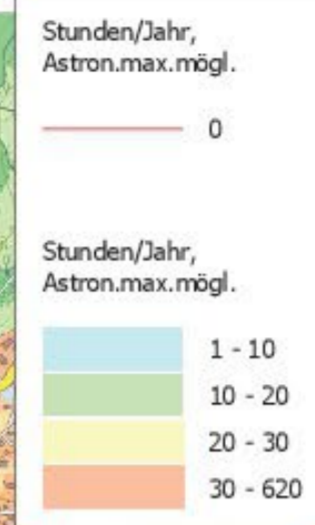 Stunden/Jahr,
Astron.max.mögl.
0
Stunden/Jahr,
Astron.max.mögl.
1 - 10
10 - 20
20 - 30
30 - 620